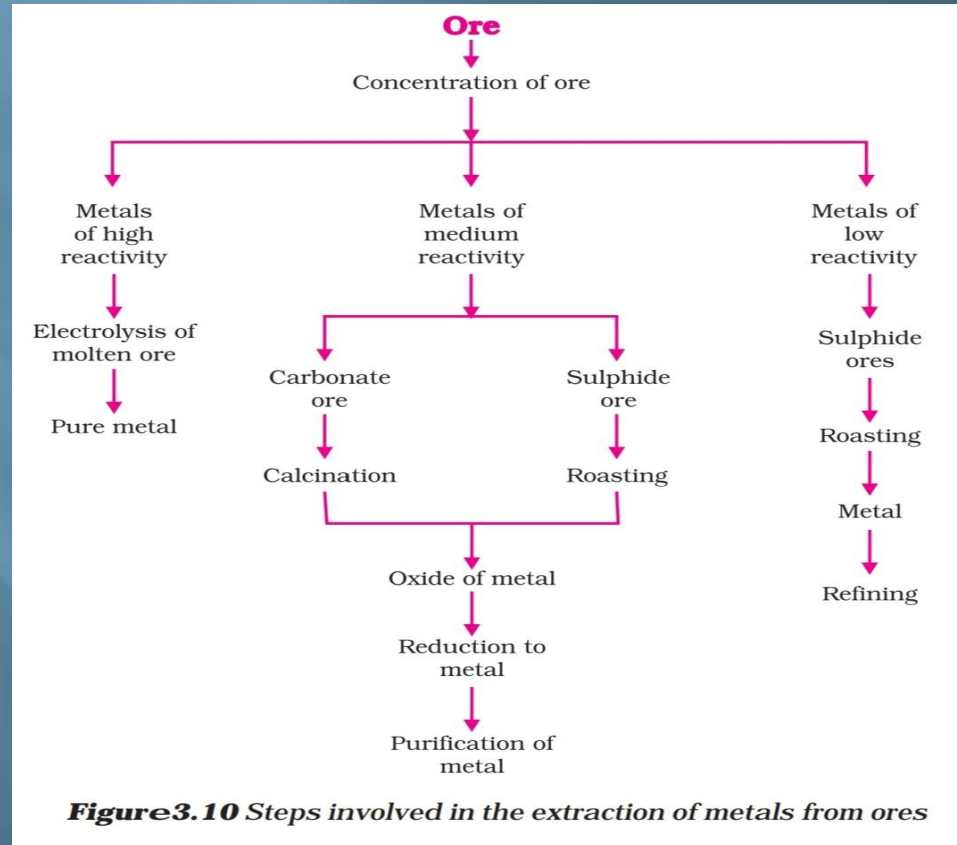 Ore
Concentration of ore
Metals
of high
reactivity
Electrolysis of
molten ore
Pure metal
Metals of
medium
reactivity
Carbonate
ore
Calcination
Sulphide
ore
Roasting
Oxide of metal
Reduction to
metal
Purification of
metal
Metals of
low
reactivity
Sulphide
ores
Roasting
Metal
Refining
Figure3.10 Steps involved in the extraction of metals from ores